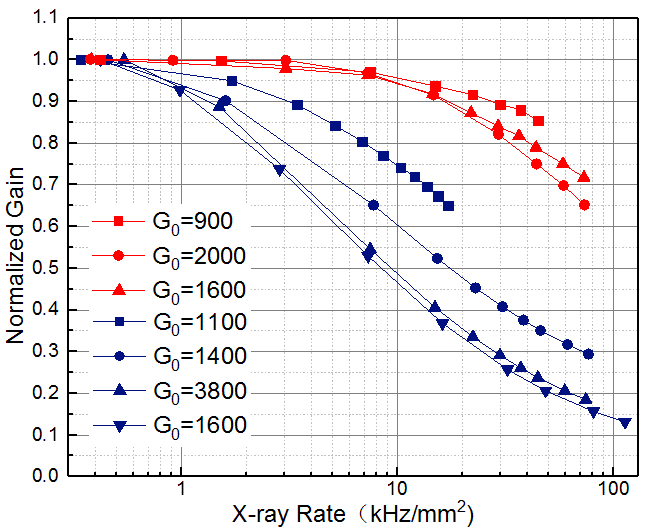 1.1
1.0
0.9
0.8
0.7
0.6
0.5
0.4
0.3
0.2
0.1
0.0
Normalized Gain
G₀=900
G₀=2000
G₀=1600
G₀=1100
G₀=1400
G₀=3800
G₀=1600
1 10 100
X-ray Rate（kHz/mm²)